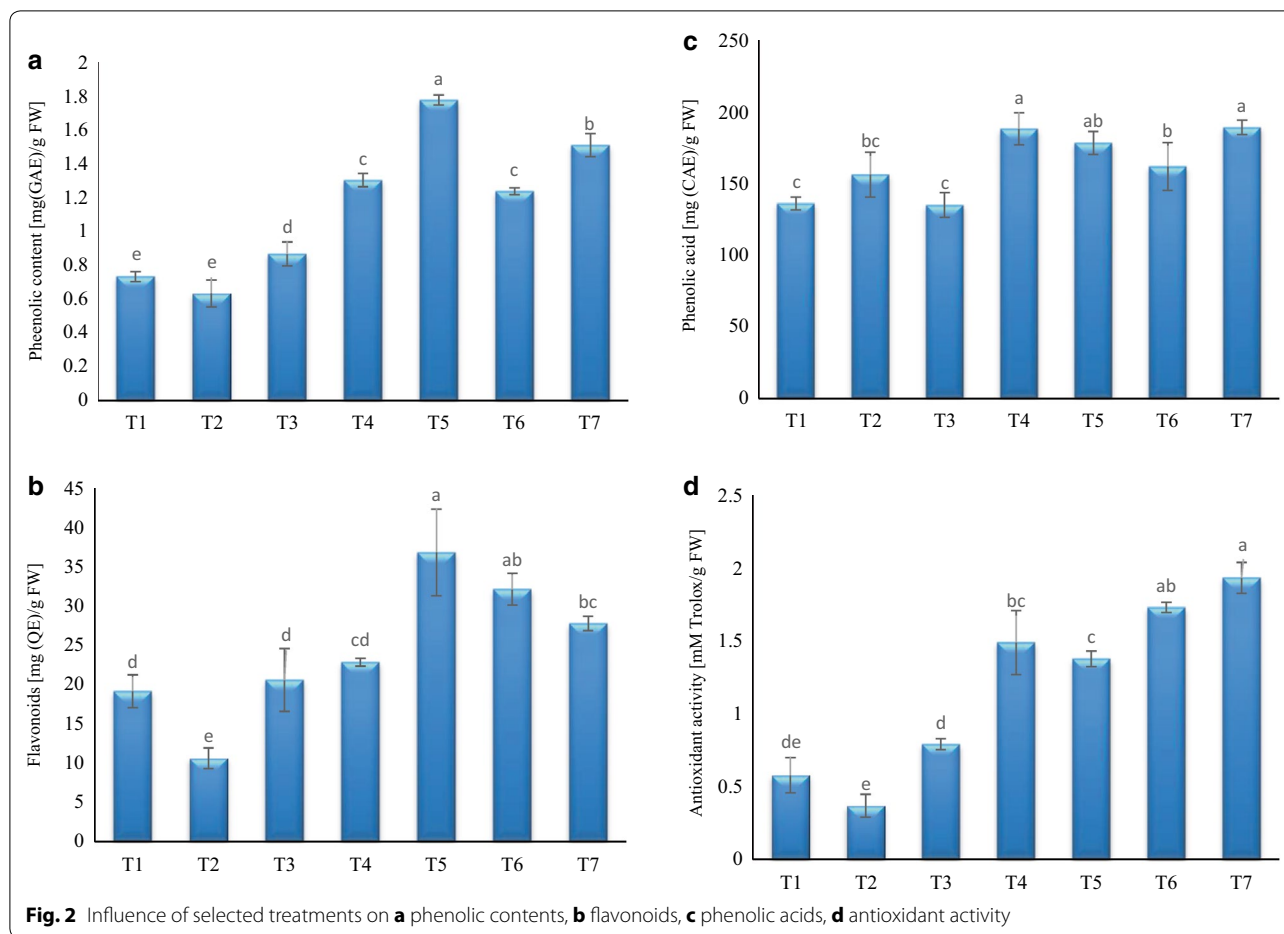 a
Pheenolic content [mg(GAE)/g FW]
2
1.8
1.6
1.4
1.2
1
0.8
0.6
0.4
0.2
0
e
e
d
c
a
c
b
T1 T2 T3 T4 T5 T6 T7
c
Phenolic acid [mg (CAE)/g FW]
250
200
150
100
50
0
c
bc
c
a
ab
b
a
T1 T2 T3 T4 T5 T6 T7
b
Flavonoids [mg (QE)/g FW]
45
40
35
30
25
20
15
10
5
0
d
e
d
cd
a
ab
bc
T1 T2 T3 T4 T5 T6 T7
d
Antioxidant activity [mM Trolox/g FW]
2.5
2
1.5
1
0.5
0
de
e
d
bc
c
ab
a
T1 T2 T3 T4 T5 T6 T7
Fig. 2 Influence of selected treatments on a phenolic contents, b flavonoids, c phenolic acids, d antioxidant activity